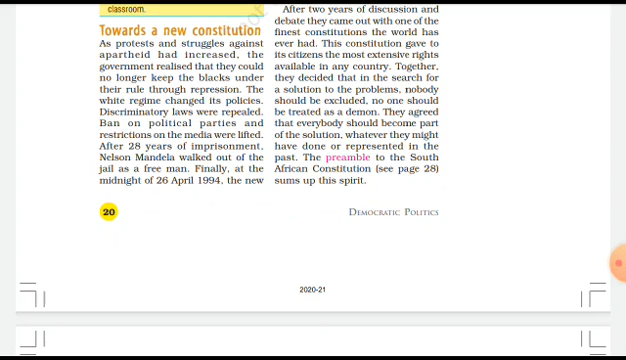 classroom.
Towards a new constitution
As protests and struggles against
apartheid had increased, the
government realised that they could
no longer keep the blacks under
their rule through repression. The
white regime changed its policies.
Discriminatory laws were repealed.
Ban on political parties and
restrictions on the media were lifted.
After 28 years of imprisonment,
Nelson Mandela walked out of the
jail as a free man. Finally, at the
midnight of 26 April 1994, the new
After two years of discussion and
debate they came out with one of the
finest constitutions the world has
ever had. This constitution gave to
its citizens the most extensive rights
available in any country. Together,
they decided that in the search for
a solution to the problems, nobody
should be excluded, no one should
be treated as a demon. They agreed
that everybody should become part
of the solution, whatever they might
have done or represented in the
past. The preamble to the South
African Constitution (see page 28)
sums up this spirit.
20
DEMOCRATIC POLITICS
2020-21